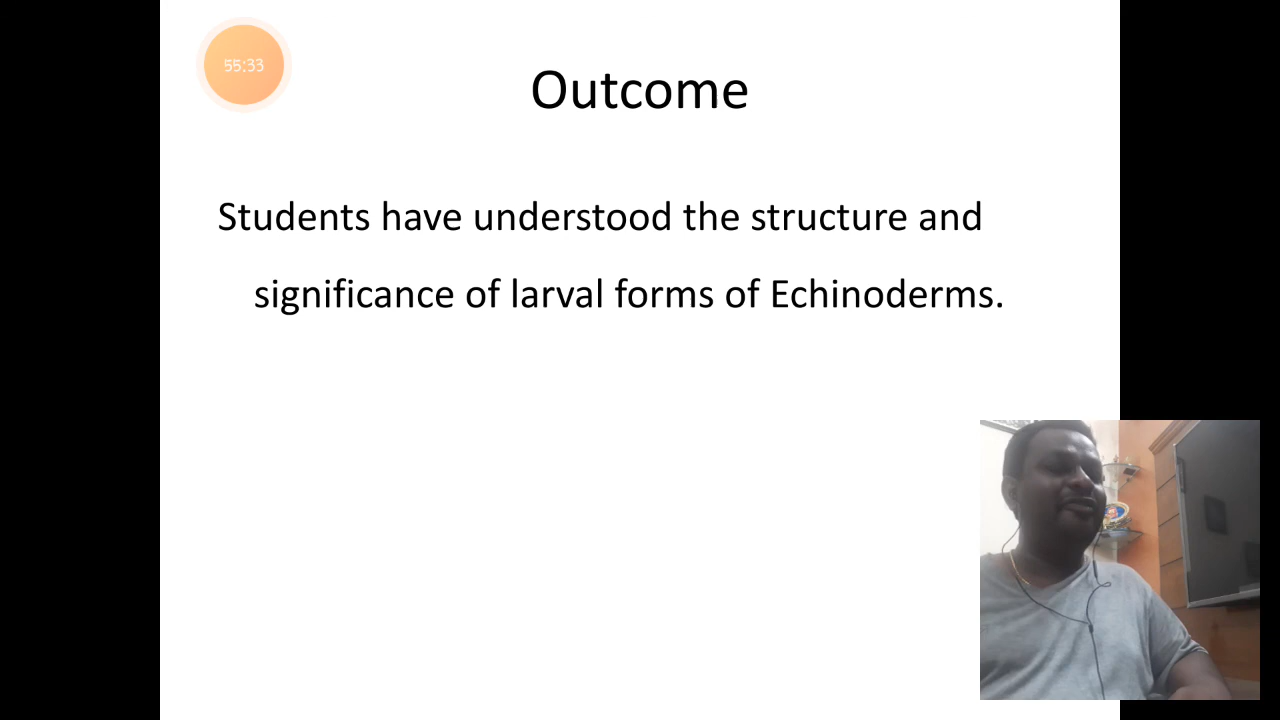 55:33
Outcome
Students have understood the structure and
significance of larval forms of Echinoderms.